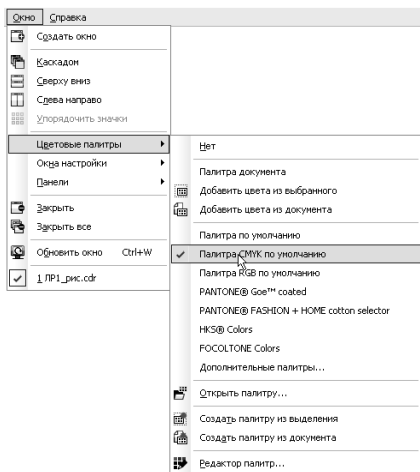 Окно Справка
Создать окно
Каскадом
Сверху вниз
Слева направо
Упорядочить значки
Цветовые палитры
Окна настройки
Панели
Закрыть
Закрыть все
Обновить окно Ctrl+W
1 ЛР1_рис.cdr
Нет
Палитра документа
Добавить цвета из выбранного
Добавить цвета из документа
Палитра по умолчанию
Палитра CMYK по умолчанию
Палитра RGB по умолчанию
PANTONE® Goe™ coated
PANTONE® FASHION + HOME cotton selector
HKS® Colors
FOCOLTONE Colors
Дополнительные палитры...
Открыть палитру...
Создать палитру из выделения
Создать палитру из документа
Редактор палитр...